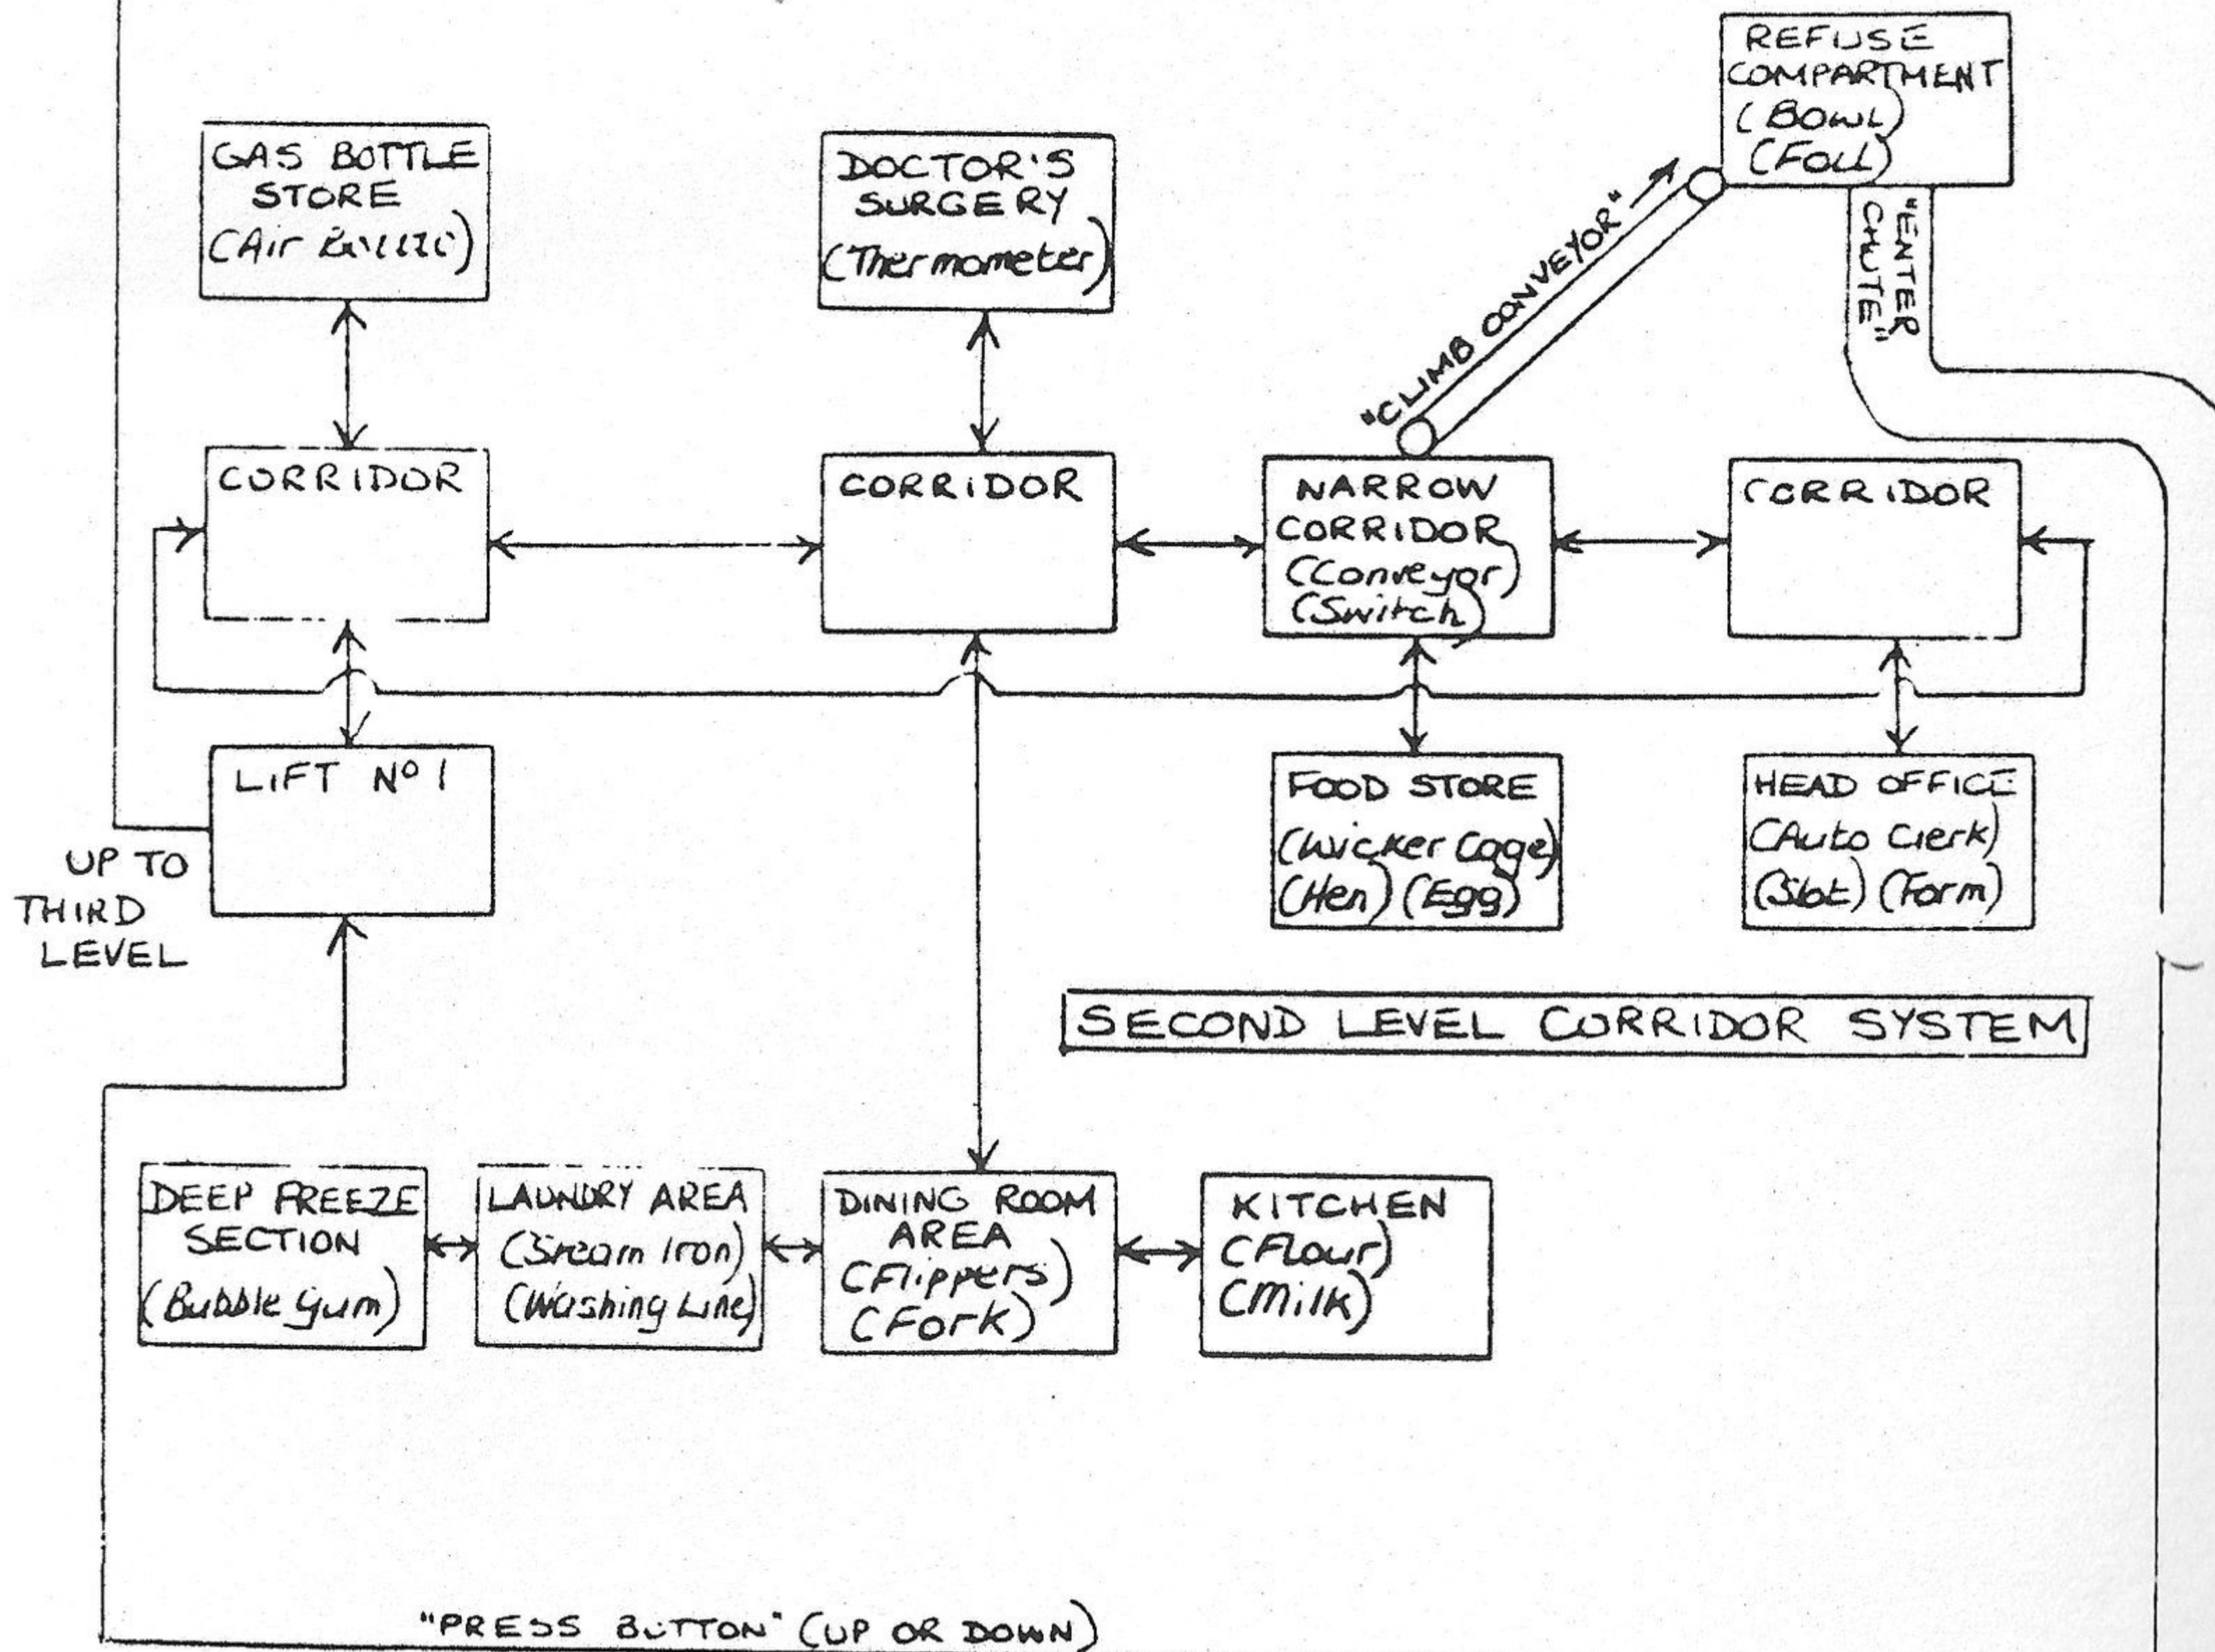 REFUSE
COMPARTMENT
(BOWL)
(FOIL)
GAS BOTTLE
STORE
(Air
DOCTOR'S
SURGERY
(Thermometer)
"CLIMB CONVEYOR"
"ENTER
CHUTE"
CORRIDOR
CORRIDOR
NARROW
CORRIDOR
(Conveyor)
(Switch)
CORRIDOR
LIFT No 1
UP TO
THIRD
LEVEL
FOOD STORE
(Wicker Cage)
(Hen) (Egg)
HEAD OFFICE
(Auto Clerk)
(Slot) (Form)
SECOND LEVEL CORRIDOR SYSTEM
DEEP FREEZE
SECTION
(Bubble Gum)
LAUNDRY AREA
(Steam Iron)
(Washing Line)
DINING ROOM
AREA
(Flippers)
(Fork)
KITCHEN
(Flour)
(Milk)
"PRESS BUTTON" (UP OR DOWN)